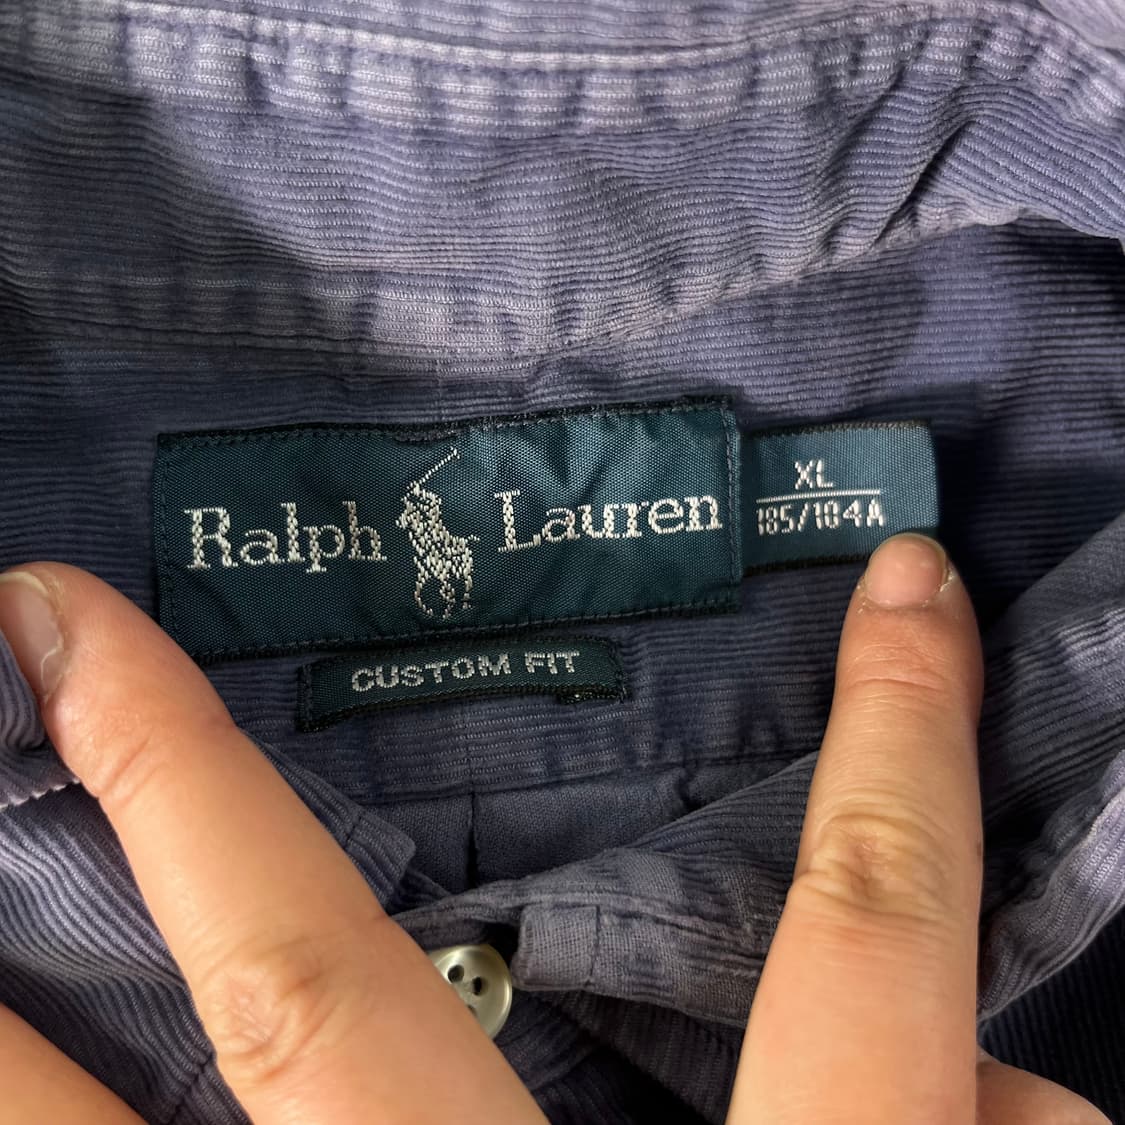 Ralph Lauren
XL
185/104A
CUSTOM FIT